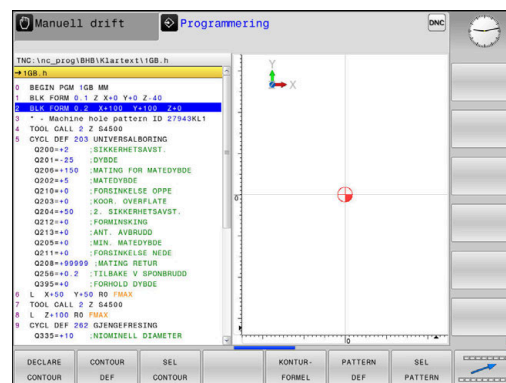 Manuell drift
Programmering
DNC
TNC:\nc_prog\BHB\Klartext\1GB.h
→1GB.h
0 BEGIN PGM 1GB MM
1 BLK FORM 0.1 Z X+0 Y+0 Z-40
2 BLK FORM 0.2 X+100 Y+100 Z+0
3 * - Machine hole pattern ID 27943KL1
4 TOOL CALL 2 Z S4500
5 CYCL DEF 203 UNIVERSALBORING
Q200=+2 ;SIKKERHETSAVST.
Q201=-25 ;DYBDE
Q206=+150 ;MATING FOR MATEDYBDE
Q202=+5 ;MATEDYBDE
Q210=+0 ;FORSINKELSE OPPE
Q203=+0 ;KOOR. OVERFLATE
Q204=+50 ;2. SIKKERHETSAVST.
Q212=+0 ;FORMINSKING
Q213=+0 ;ANT. AVBRUDD
Q205=+0 ;MIN. MATEDYBDE
Q211=+0 ;FORSINKELSE NEDE
Q208=+99999 ;MATING RETUR
Q256=+0.2 ;TILBAKE V SPONBRUDD
Q395=+0 ;FORHOLD DYBDE
6 L X+50 Y+50 R0 FMAX
7 TOOL CALL 2 Z S4500
8 L Z+100 R0 FMAX
9 CYCL DEF 262 GJENGEFRESING
Q335=+10 ;NIOMINELL DIAMETER
Y
X
0
0
DECLARE CONTOUR
CONTOUR DEF
SEL CONTOUR
KONTUR-FORMEL
PATTERN DEF
SEL PATTERN